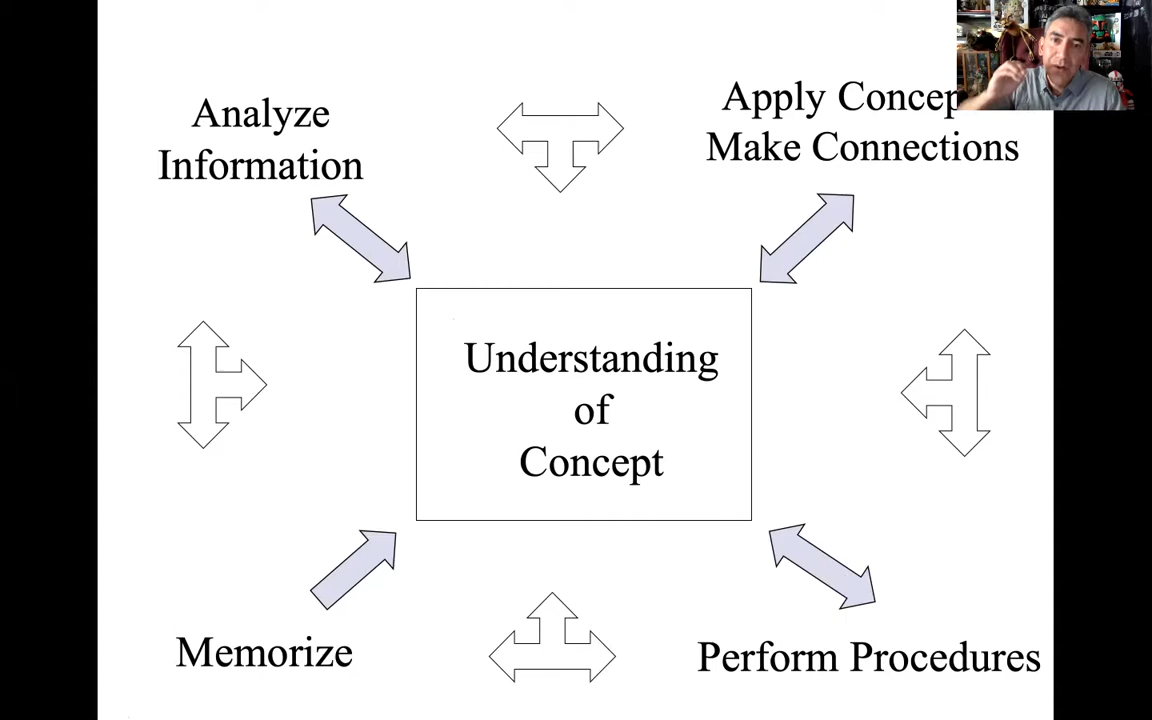 Analyze
Information
Apply
Make Connections
Understanding
of
Concept
Memorize
Perform Procedures